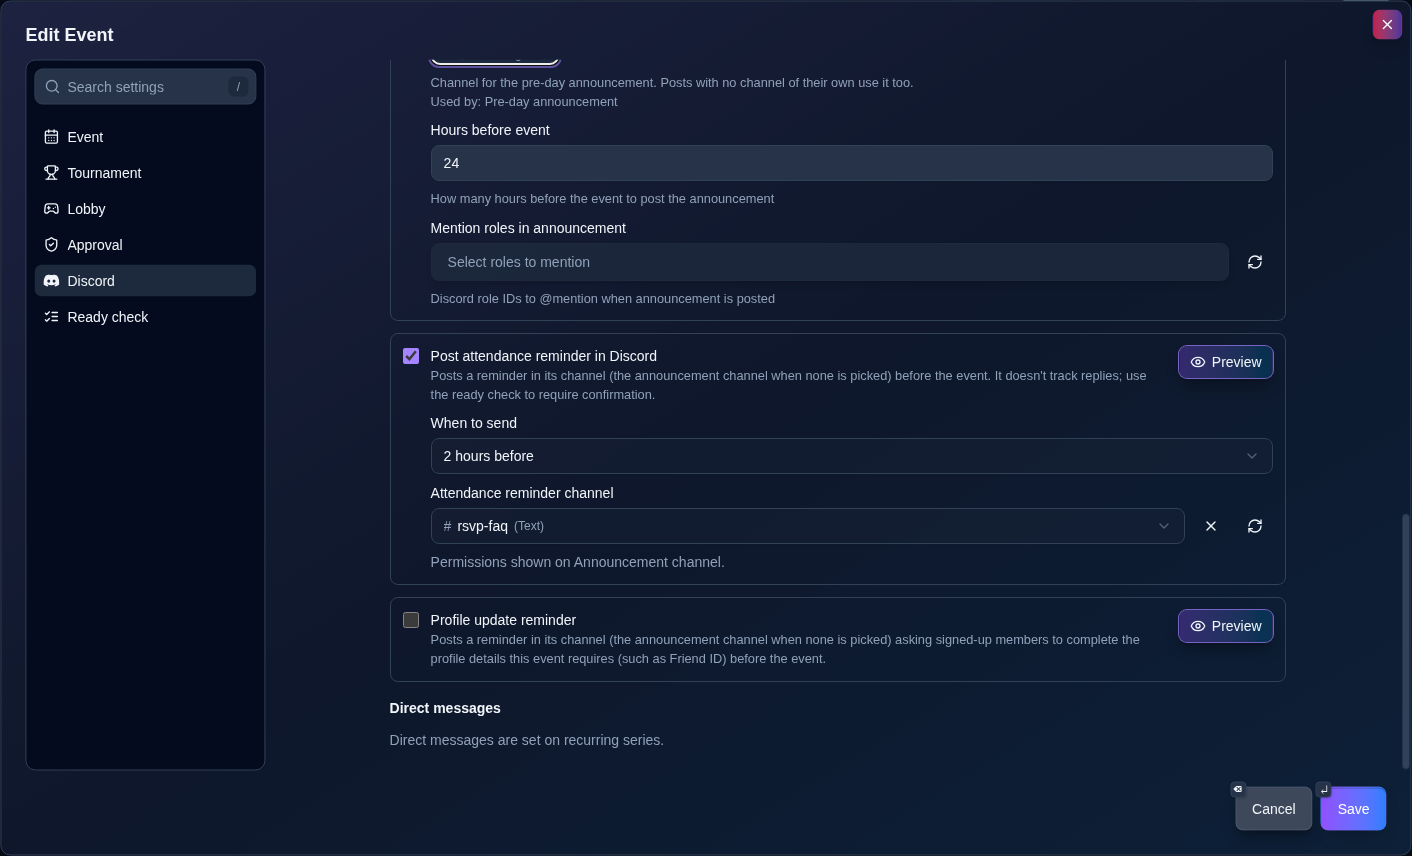 Edit Event
Search settings /
Event
Tournament
Lobby
Approval
Discord
Ready check
Channel for the pre-day announcement. Posts with no channel of their own use it too.
Used by: Pre-day announcement
Hours before event
24
How many hours before the event to post the announcement
Mention roles in announcement
Select roles to mention
Discord role IDs to @mention when announcement is posted
Post attendance reminder in Discord
Preview
Posts a reminder in its channel (the announcement channel when none is picked) before the event. It doesn't track replies; use
the ready check to require confirmation.
When to send
2 hours before
Attendance reminder channel
# rsvp-faq (Text)
Permissions shown on Announcement channel.
Profile update reminder
Preview
Posts a reminder in its channel (the announcement channel when none is picked) asking signed-up members to complete the
profile details this event requires (such as Friend ID) before the event.
Direct messages
Direct messages are set on recurring series.
Cancel
Save